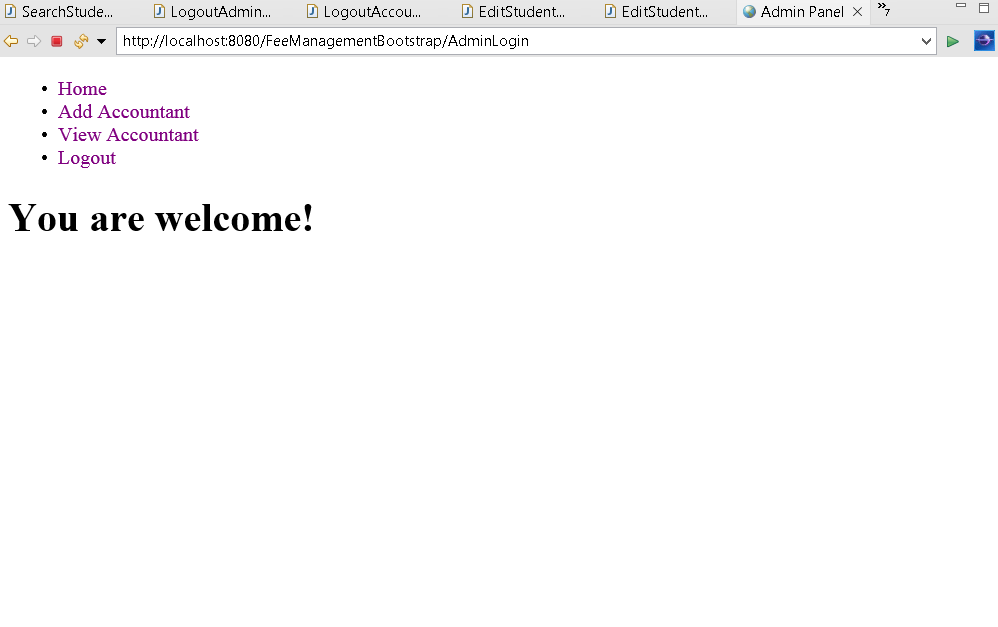 SearchStude... LogoutAdmin... LogoutAccou... EditStudent... EditStudent... Admin Panel »7
http://localhost:8080/FeeManagementBootstrap/AdminLogin
• Home
• Add Accountant
• View Accountant
• Logout
You are welcome!